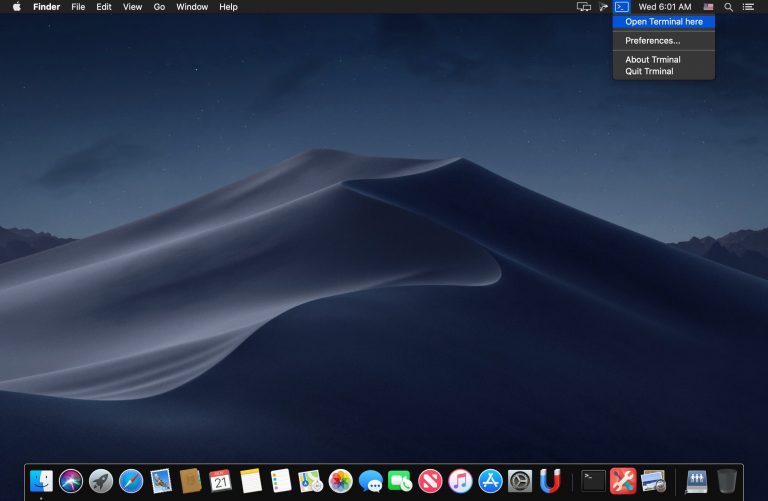 Finder File Edit View Go Window Help Wed 6:01 AM
Open Terminal here
Preferences...
About Trminal
Quit Trminal
NOV
21